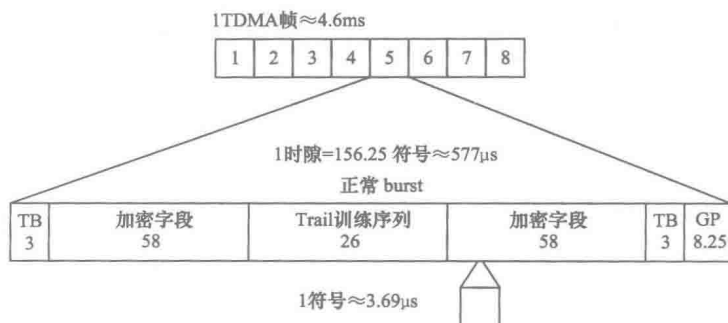 1TDMA帧≈4.6ms
1 2 3 4 5 6 7 8
1时隙=156.25 符号≈577μs
正常 burst
TB 加密字段 Trail训练序列 加密字段 TB GP
3 58 26 58 3 8.25
1符号≈3.69μs